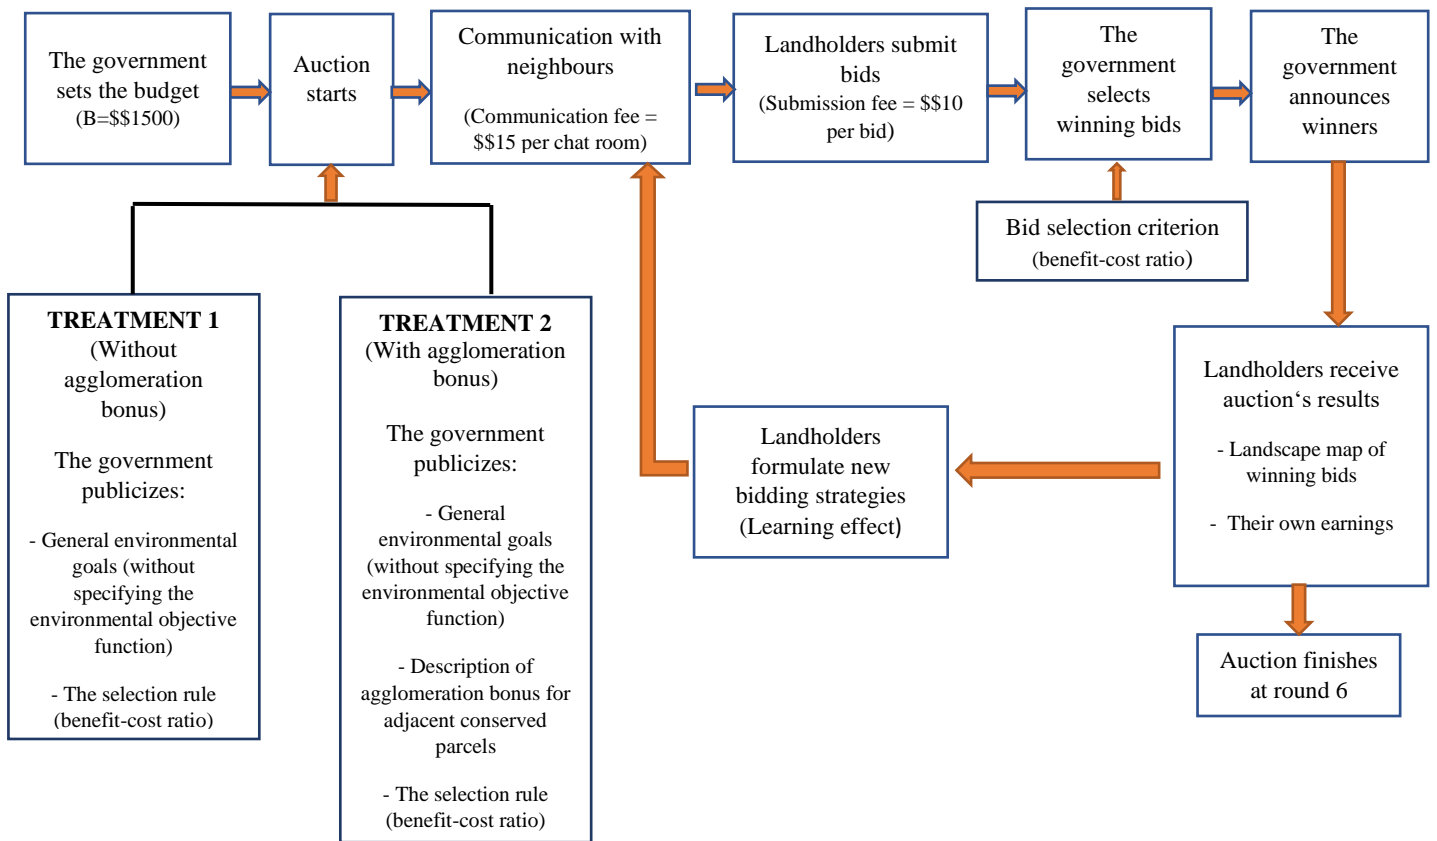 The government
sets the budget
(B=$$1500)
Auction
starts
Communication with
neighbours
(Communication fee =
$$15 per chat room)
Landholders submit
bids
(Submission fee = $$10
per bid)
The
government
selects
winning bids
The
government
announces
winners
Bid selection criterion
(benefit-cost ratio)
TREATMENT 1
(Without
agglomeration
bonus)
The government
publicizes:
- General environmental
goals (without
specifying the
environmental objective
function)
- The selection rule
(benefit-cost ratio)
TREATMENT 2
(With agglomeration
bonus)
The government
publicizes:
- General
environmental goals
(without specifying the
environmental objective
function)
- Description of
agglomeration bonus for
adjacent conserved
parcels
- The selection rule
(benefit-cost ratio)
Landholders
formulate new
bidding strategies
(Learning effect)
Landholders receive
auction‘s results
- Landscape map of
winning bids
- Their own earnings
Auction finishes
at round 6